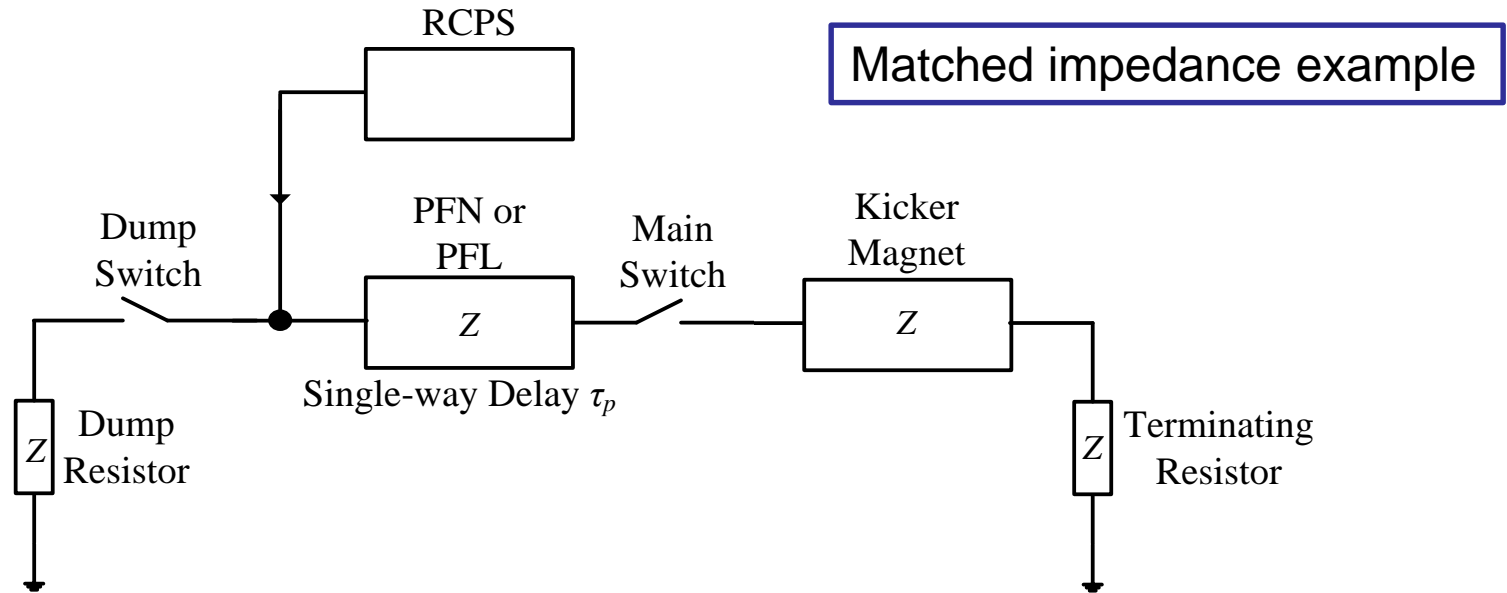 RCPS
Matched impedance example
Dump
Switch
PFN or
PFL
Z
Single-way Delay τp
Main
Switch
Kicker
Magnet
Z
Z
Dump
Resistor
Z
Terminating
Resistor